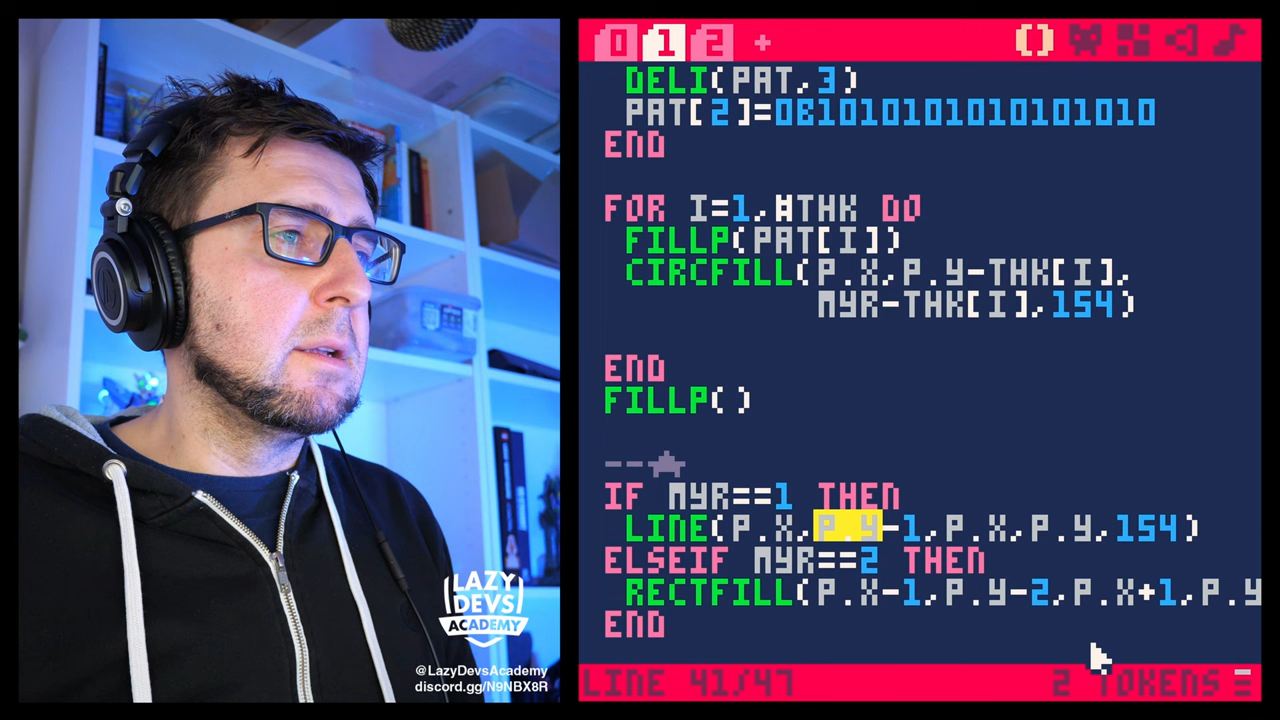 0 1 2 +
DELI(PAT,3)
PAT[2]=0B1010101010101010
END
FOR I=1,#THK DO
FILLP(PAT[I])
CIRCFILL(P.X,P.Y-THK[I],
MYR-THK[I],154)
END
FILLP()
--
IF MYR==1 THEN
LINE(P.X,P.Y-1,P.X,P.Y,154)
ELSEIF MYR==2 THEN
RECTFILL(P.X-1,P.Y-2,P.X+1,P.Y
END
LINE 41/47
2 TOKENS
LAZY
DEVS
ACADEMY
@LazyDevsAcademy
discord.gg/N9NBX8R